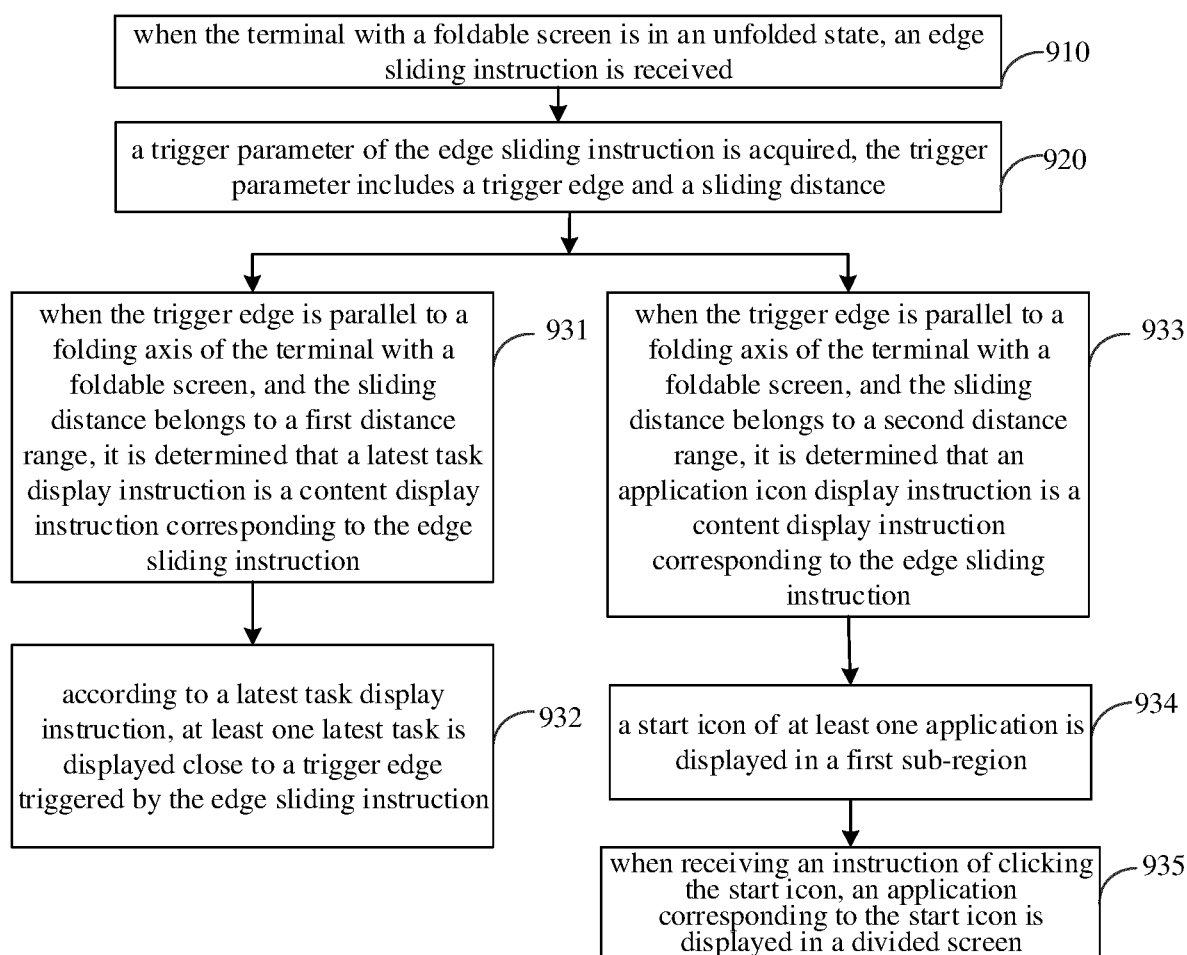 when the terminal with a foldable screen is in an unfolded state, an edge
sliding instruction is received
910
a trigger parameter of the edge sliding instruction is acquired, the trigger
parameter includes a trigger edge and a sliding distance
920
when the trigger edge is parallel to a
folding axis of the terminal with a
foldable screen, and the sliding
distance belongs to a first distance
range, it is determined that a latest task
display instruction is a content display
instruction corresponding to the edge
sliding instruction
931
when the trigger edge is parallel to a
folding axis of the terminal with a
foldable screen, and the sliding
distance belongs to a second distance
range, it is determined that an
application icon display instruction is a
content display instruction
corresponding to the edge sliding
instruction
933
according to a latest task display
instruction, at least one latest task is
displayed close to a trigger edge
triggered by the edge sliding instruction
932
a start icon of at least one application is
displayed in a first sub-region
934
when receiving an instruction of clicking
the start icon, an application
corresponding to the start icon is
displayed in a divided screen
935